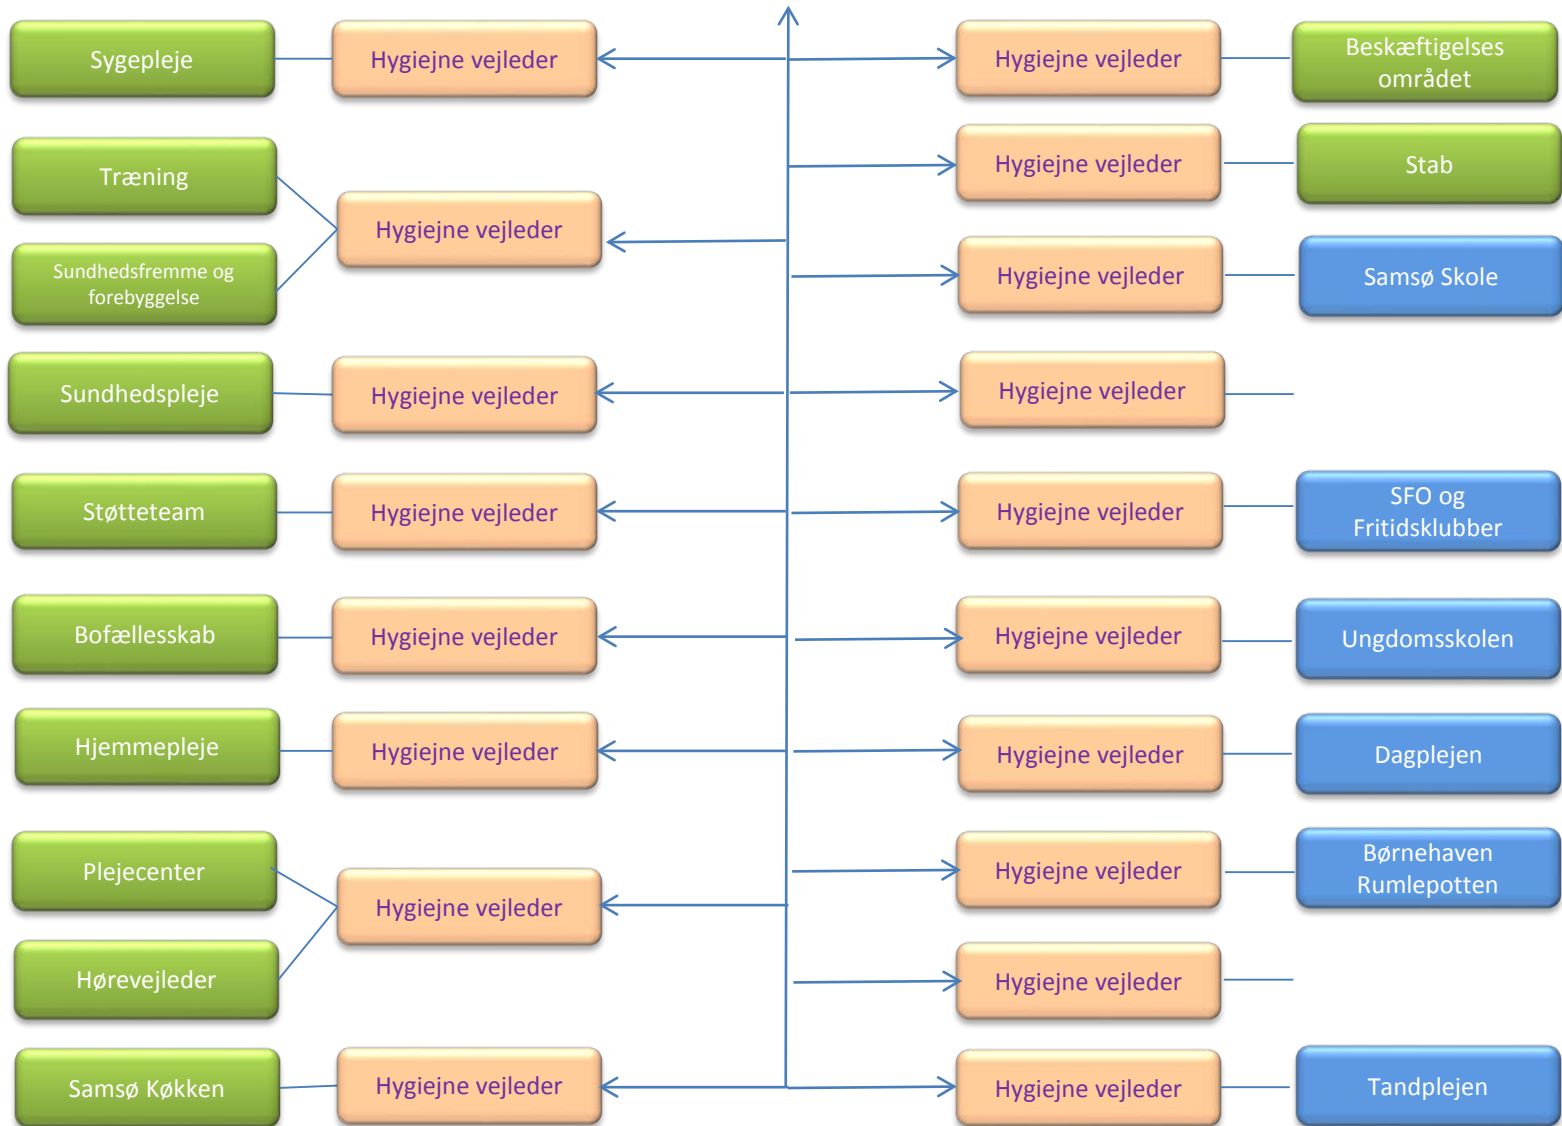 Sygepleje
Hygiejne vejleder
Hygiejne vejleder
Beskæftigelses
området
Træning
Hygiejne vejleder
Stab
Hygiejne vejleder
Sundhedsfremme og
forebyggelse
Hygiejne vejleder
Samsø Skole
Sundhedspleje
Hygiejne vejleder
Hygiejne vejleder
Støtteteam
Hygiejne vejleder
Hygiejne vejleder
SFO og
Fritidsklubber
Bofællesskab
Hygiejne vejleder
Hygiejne vejleder
Ungdomsskolen
Hjemmepleje
Hygiejne vejleder
Hygiejne vejleder
Dagplejen
Plejecenter
Hygiejne vejleder
Hygiejne vejleder
Børnehaven
Rumlepotten
Hørevejleder
Hygiejne vejleder
Samsø Køkken
Hygiejne vejleder
Hygiejne vejleder
Tandplejen